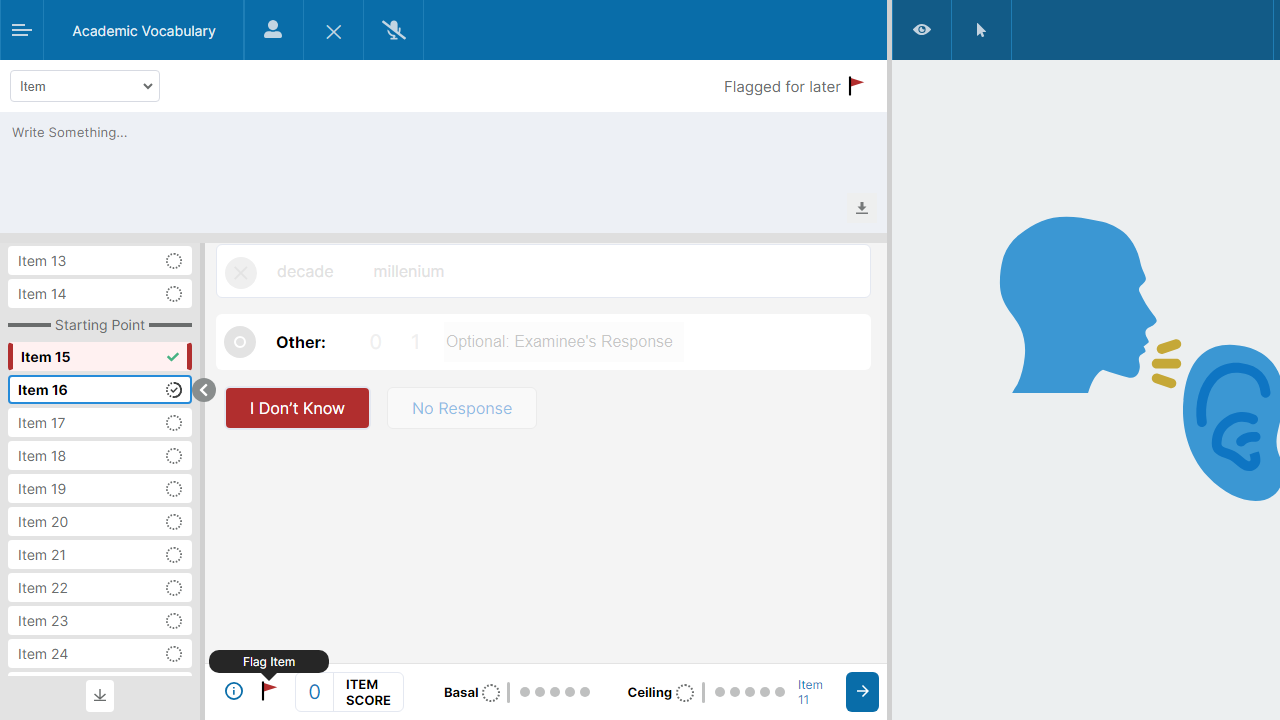 Academic Vocabulary
Item
Flagged for later
Write Something...
Item 13
Item 14
Starting Point
Item 15
Item 16
Item 17
Item 18
Item 19
Item 20
Item 21
Item 22
Item 23
Item 24
decade millenium
Other: 0 1 Optional: Examinee's Response
I Don’t Know No Response
Flag Item
0 ITEM
SCORE
Basal
Ceiling
Item
11